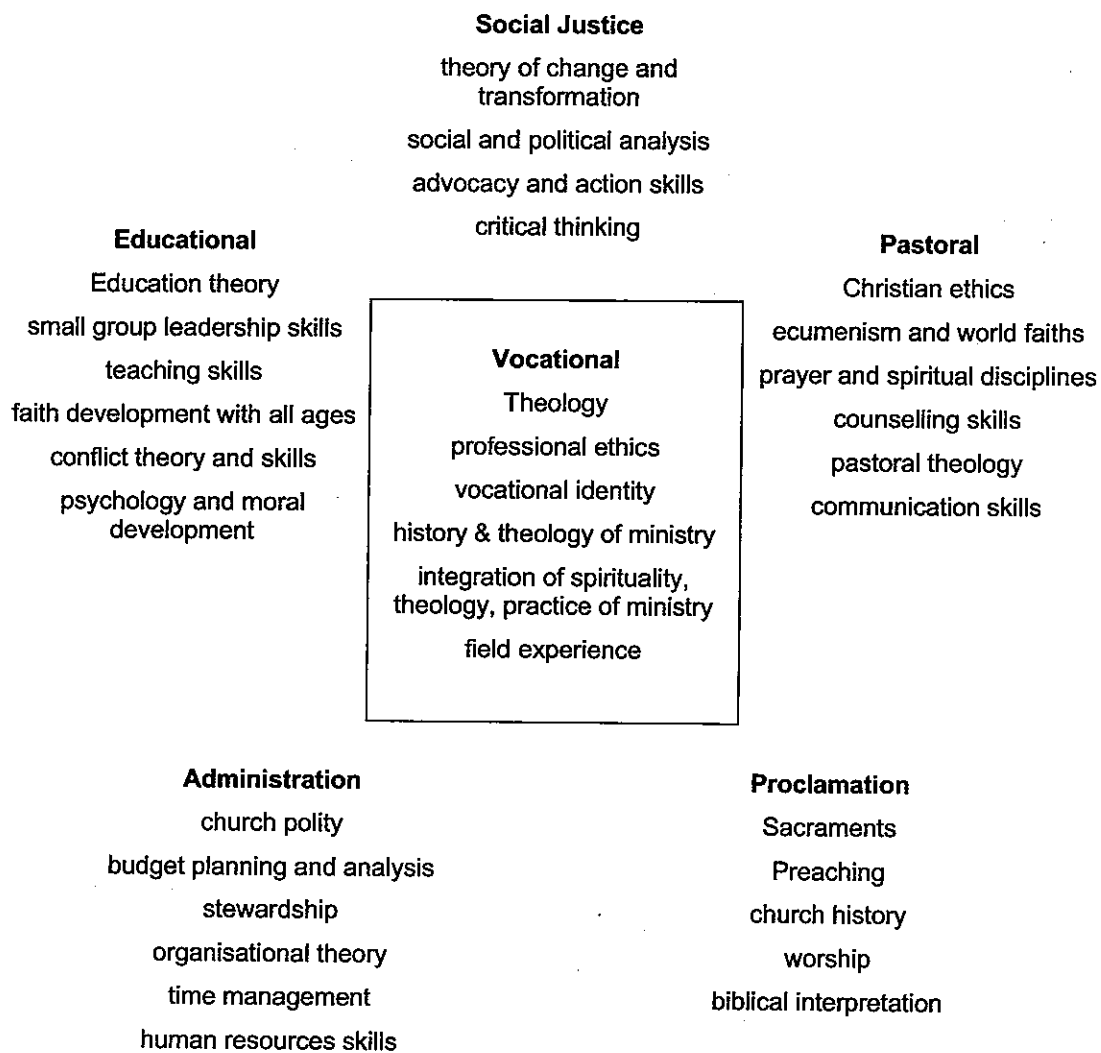 Social Justice
theory of change and
transformation
social and political analysis
advocacy and action skills
critical thinking
Educational
Education theory
small group leadership skills
teaching skills
faith development with all ages
conflict theory and skills
psychology and moral
development
Vocational
Theology
professional ethics
vocational identity
history & theology of ministry
integration of spirituality,
theology, practice of ministry
field experience
Pastoral
Christian ethics
ecumenism and world faiths
prayer and spiritual disciplines
counselling skills
pastoral theology
communication skills
Administration
church polity
budget planning and analysis
stewardship
organisational theory
time management
human resources skills
Proclamation
Sacraments
Preaching
church history
worship
biblical interpretation